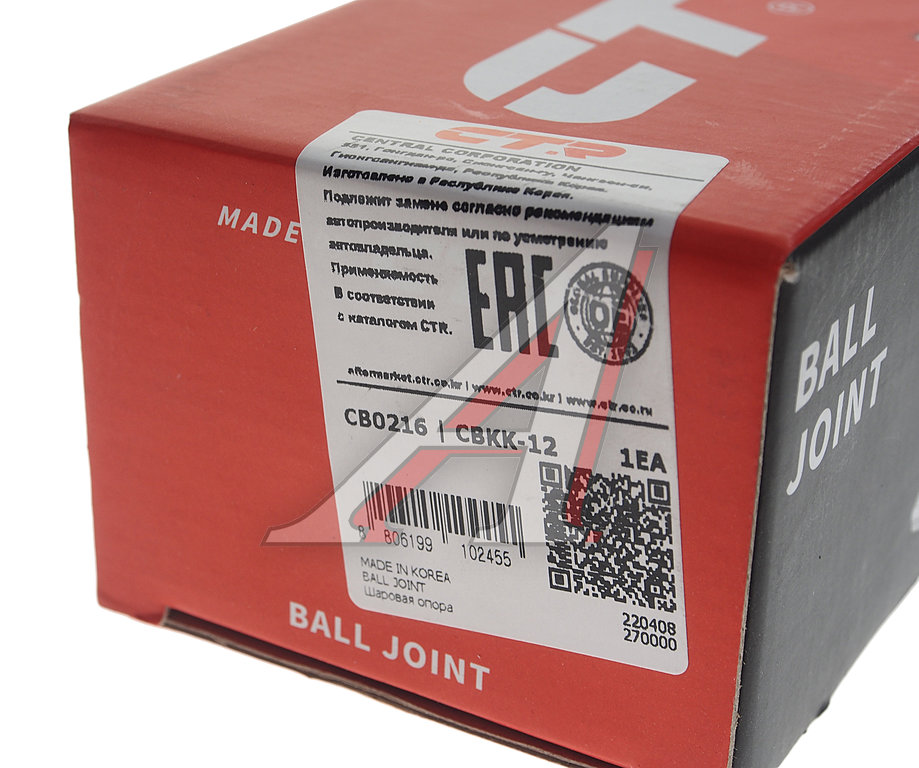 CTR
CENTRAL CORPORATION
Изготовлено в Республике Корея.
Подлежит замене согласно рекомендациям
автопроизводителя или по усмотрению
автовладельца.
Применяемость
В соответствии
с каталогом CTR.
EAC
aftermarket.ctr.co.kr | www.ctr.co.kr | www.ctr.co.ru
CB0216 | CBKK-12
1EA
8 806199 102455
MADE IN KOREA
BALL JOINT
Шаровая опора
220408
270000
MADE
BALL JOINT
BALL
JOINT